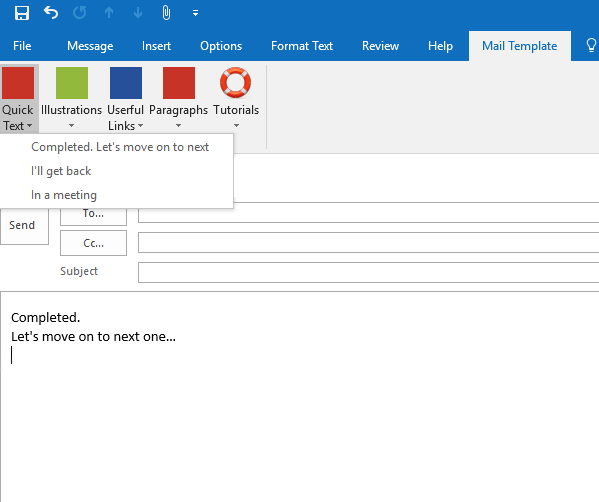 File Message Insert Options Format Text Review Help Mail Template
Quick Text Illustrations Userful Links Paragraphs Tutorials
Completed. Let's move on to next
I'll get back
In a meeting
Send
To...
Cc...
Subject
Completed.
Let's move on to next one...